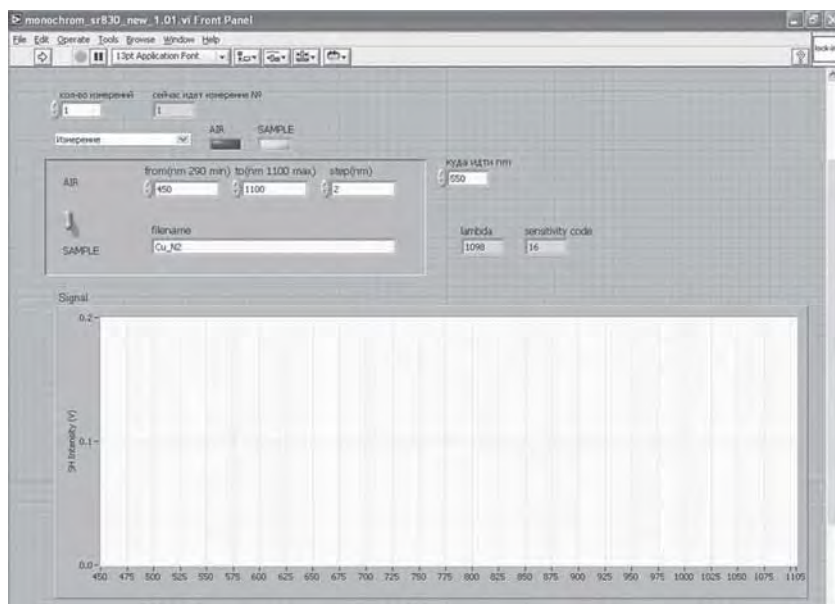 monochrom_sr830_new_1.01.vi Front Panel
File Edit Operate Tools Browse Window Help
13pt Application Font
lock-in
кол-во измерений сейчас идет измерение №
1 1
Измерение AIR SAMPLE
from(nm 290 min) to(nm 1100 max) step(nm) куда идти nm
AIR 450 1100 2 550
filename lambda sensitivity code
SAMPLE Cu_N2 1098 16
Signal
0.2
SH Intensity (V)
0.1
0.0
450 475 500 525 550 575 600 625 650 675 700 725 750 775 800 825 850 875 900 925 950 975 1000 1025 1050 1075 1105